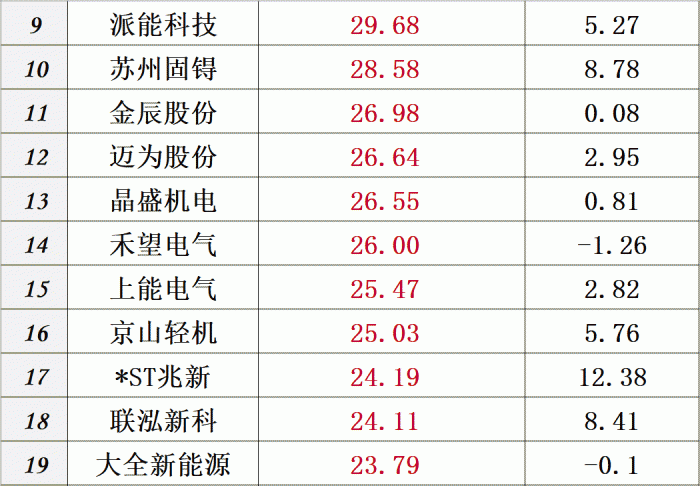 9 派能科技 29.68 5.27
10 苏州固锝 28.58 8.78
11 金辰股份 26.98 0.08
12 迈为股份 26.64 2.95
13 晶盛机电 26.55 0.81
14 禾望电气 26.00 -1.26
15 上能电气 25.47 2.82
16 京山轻机 25.03 5.76
17 *ST兆新 24.19 12.38
18 联泓新科 24.11 8.41
19 大全新能源 23.79 -0.1